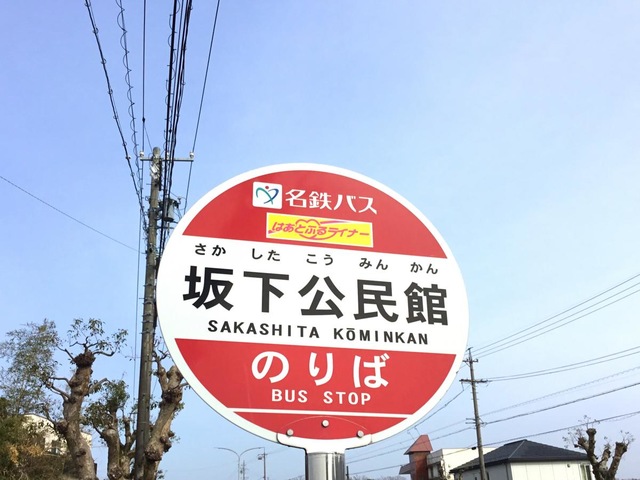 名鉄バス
はあとふるライナー
さか した こう みん かん
坂下公民館
SAKASHITA KŌMINKAN
のりば
BUS STOP